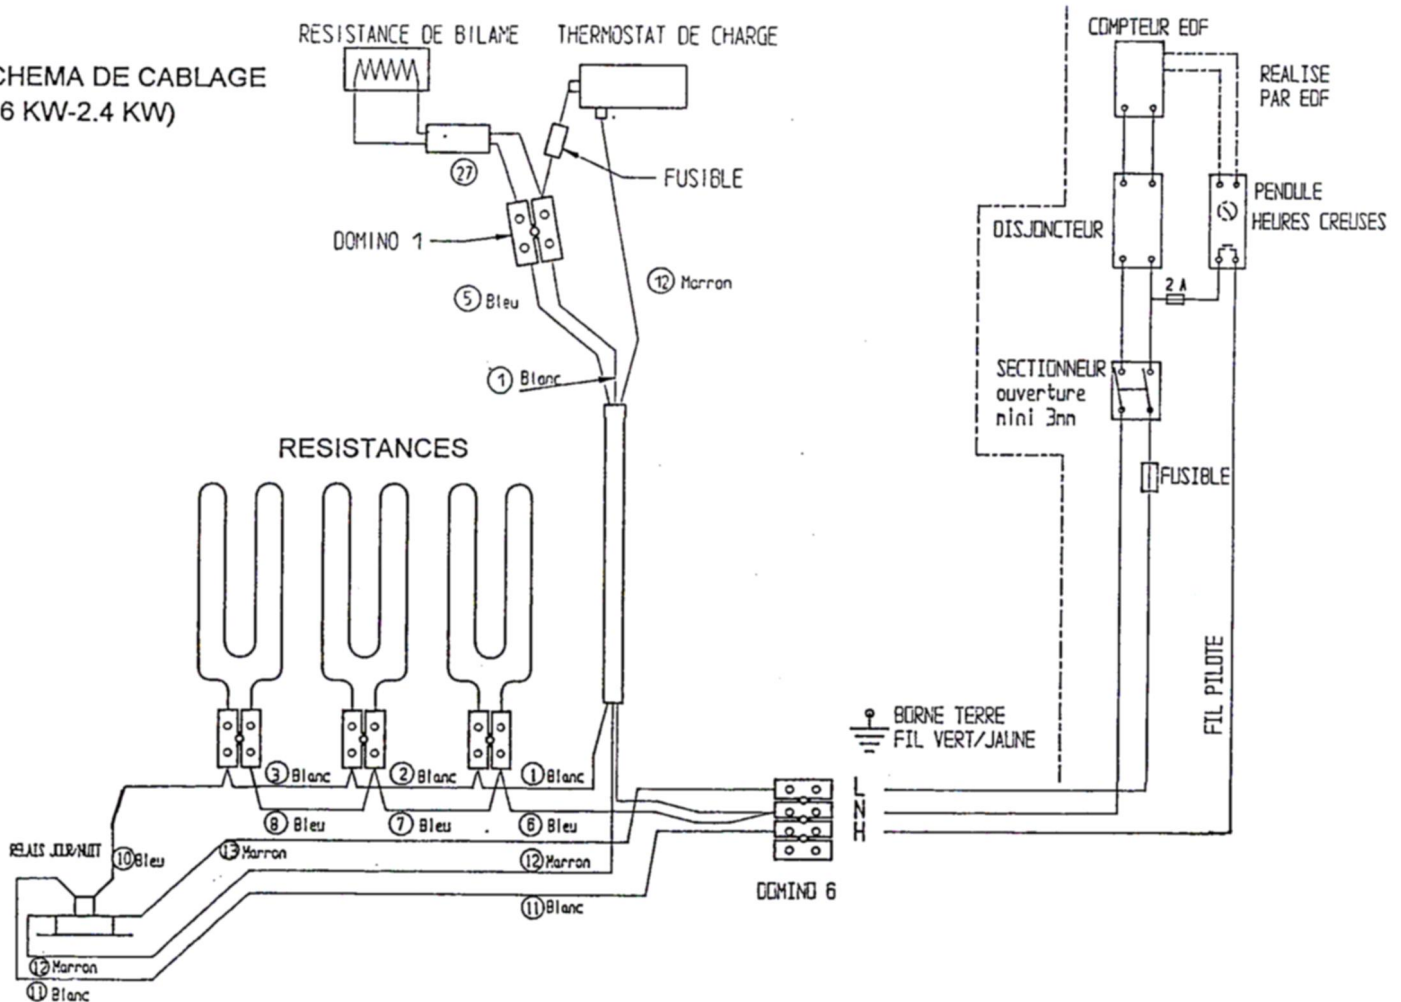 RESISTANCE DE BILAME
THERMOSTAT DE CHARGE
COMPTEUR EDF
CHEMA DE CABLAGE
6 KW-2.4 KW)
REALISE
PAR EDF
27
FUSIBLE
PENDULE
HEURES CREUSES
DOMINO 1
DISJONCTEUR
5 Bleu
12 Marron
2 A
1 Blanc
SECTIONNEUR
ouverture
mini 3mm
RESISTANCES
FUSIBLE
FIL PILOTE
BORNE TERRE
FIL VERT/JAUNE
3 Blanc
2 Blanc
1 Blanc
L
N
H
8 Bleu
7 Bleu
6 Bleu
RELAIS JOUR/NUIT
10 Bleu
13 Marron
12 Marron
DOMINO 6
11 Blanc
12 Marron
11 Blanc